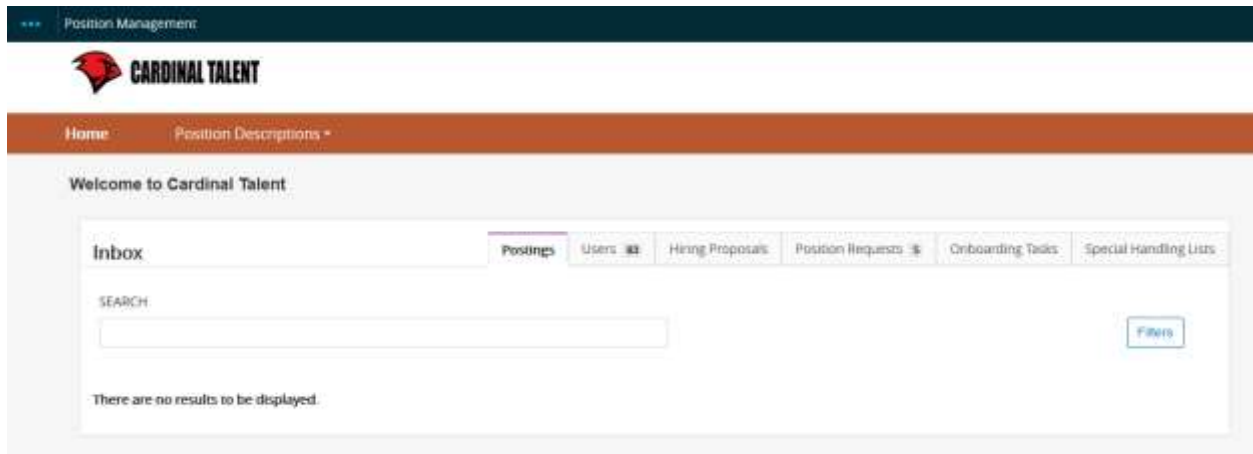 Position Management
CARDINAL TALENT
Home Position Descriptions
Welcome to Cardinal Talent
Inbox Postings Users 83 Hiring Proposals Position Requests 5 Onboarding Tasks Special Handling Lists
SEARCH
Filters
There are no results to be displayed.